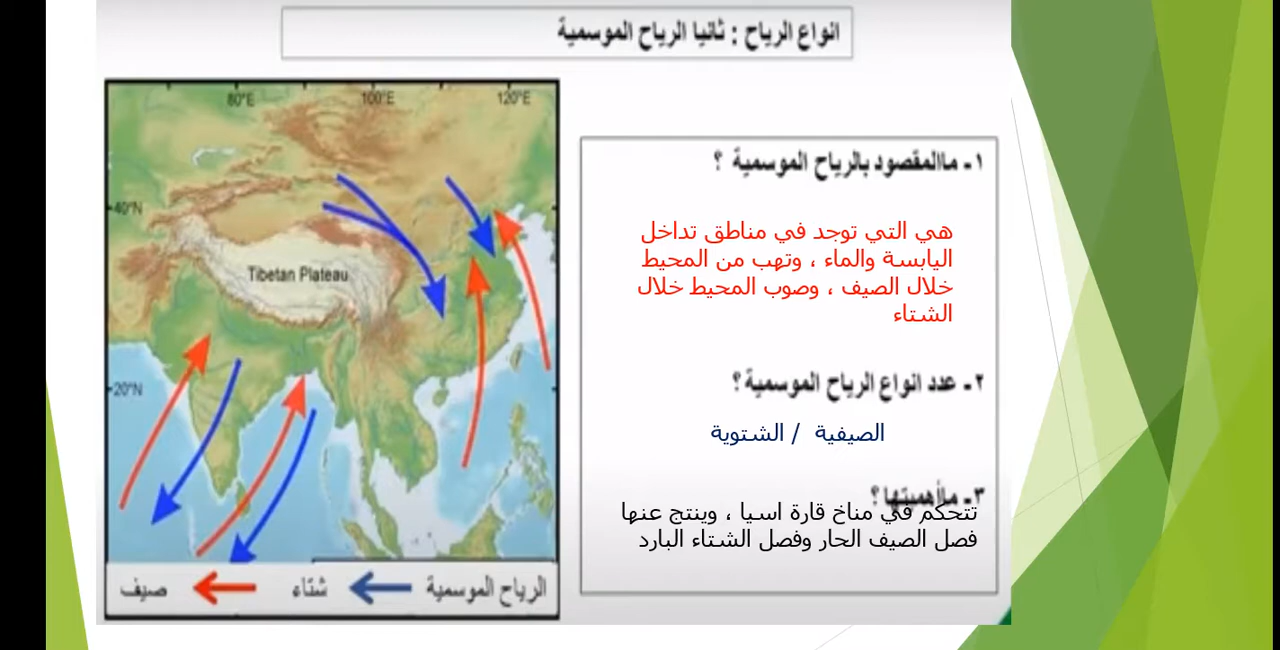 انواع الرياح : ثانيا الرياح الموسمية
80°E 100°E 120°E
40°N
Tibetan Plateau
20°N
الرياح الموسمية شتاء صيف
١- ماالمقصود بالرياح الموسمية ؟
هي التي توجد في مناطق تداخل
اليابسة والماء ، وتهب من المحيط
خلال الصيف ، وصوب المحيط خلال
الشتاء
٢- عدد انواع الرياح الموسمية؟
الصيفية / الشتوية
٣- ماأهميتها ؟
تتحكم في مناخ قارة اسيا ، وينتج عنها
فصل الصيف الحار وفصل الشتاء البارد